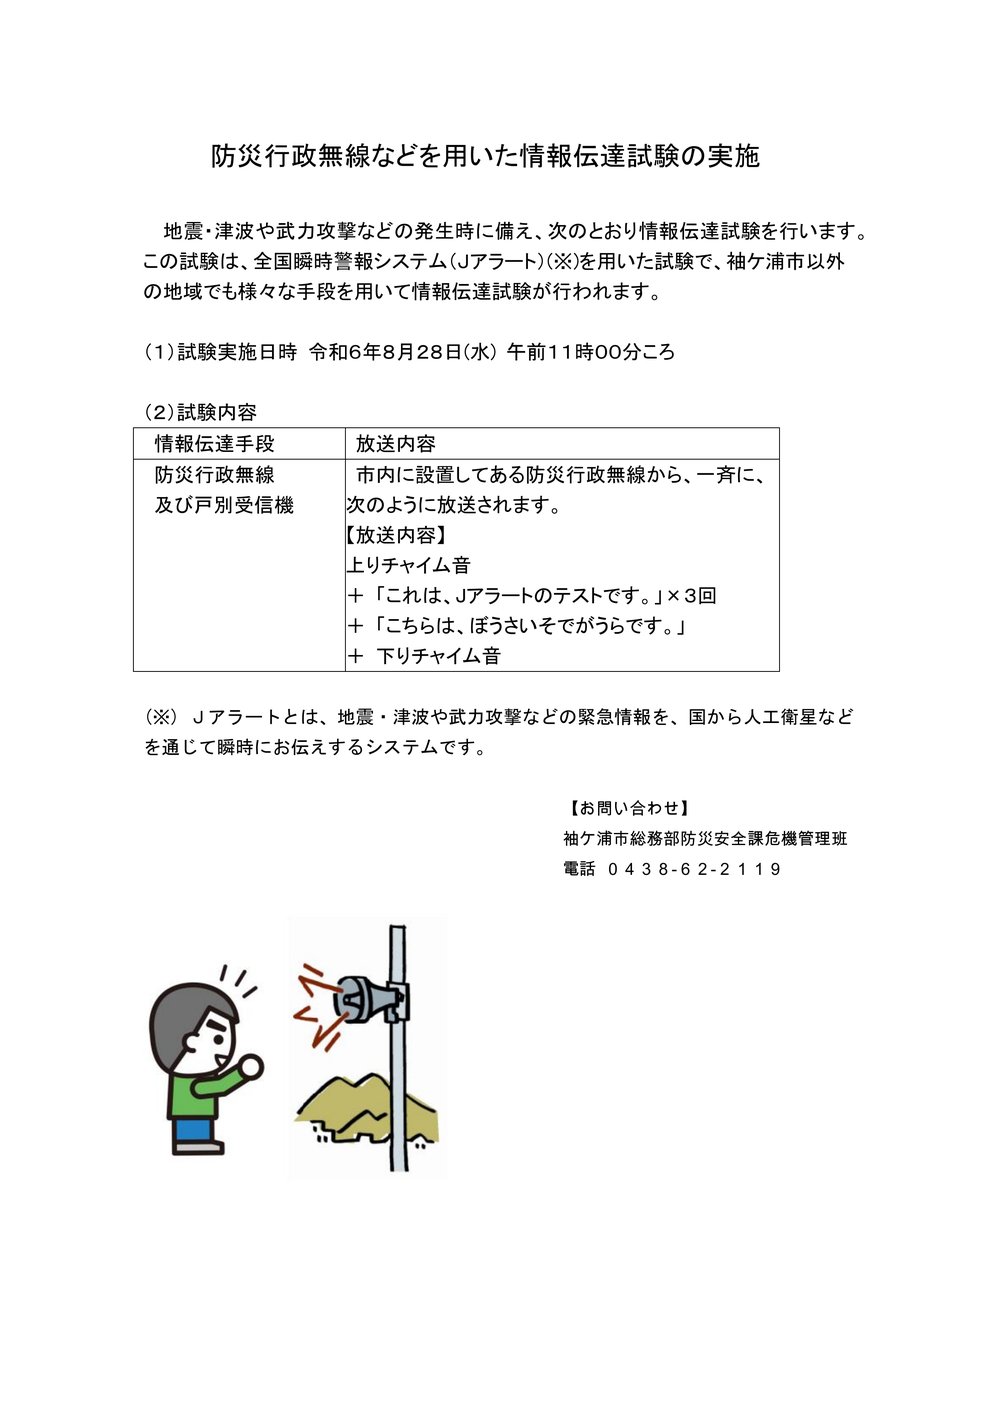 防災行政無線などを用いた情報伝達試験の実施
地震・津波や武力攻撃などの発生時に備え、次のとおり情報伝達試験を行います。
この試験は、全国瞬時警報システム(Jアラート)(※)を用いた試験で、袖ケ浦市以外
の地域でも様々な手段を用いて情報伝達試験が行われます。
(1)試験実施日時 令和6年8月28日(水) 午前11時00分ころ
(2)試験内容
情報伝達手段 放送内容
防災行政無線 市内に設置してある防災行政無線から、一斉に、
及び戸別受信機 次のように放送されます。
【放送内容】
上りチャイム音
+ 「これは、Jアラートのテストです。」×3回
+ 「こちらは、ぼうさいそでがうらです。」
+ 下りチャイム音
(※) Jアラートとは、地震・津波や武力攻撃などの緊急情報を、国から人工衛星など
を通じて瞬時にお伝えするシステムです。
【お問い合わせ】
袖ケ浦市総務部防災安全課危機管理班
電話 0438-62-2119